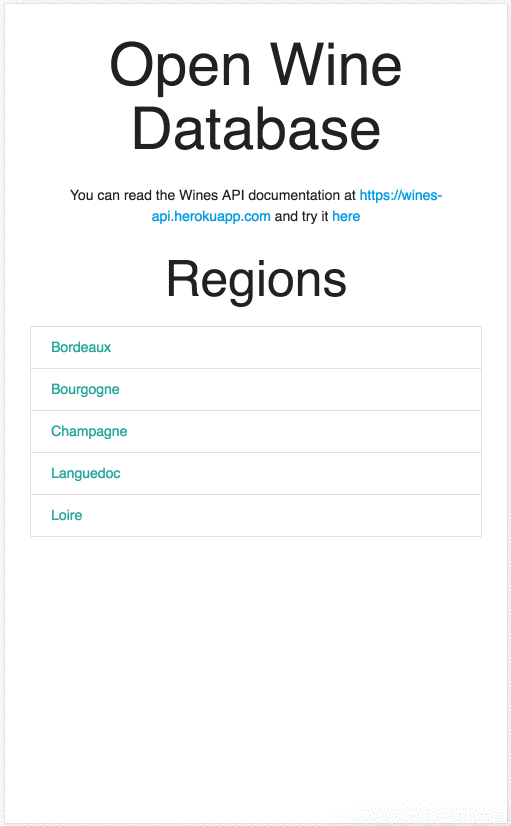 Open Wine
Database
You can read the Wines API documentation at https://wines-
api.herokuapp.com and try it here
Regions
Bordeaux
Bourgogne
Champagne
Languedoc
Loire